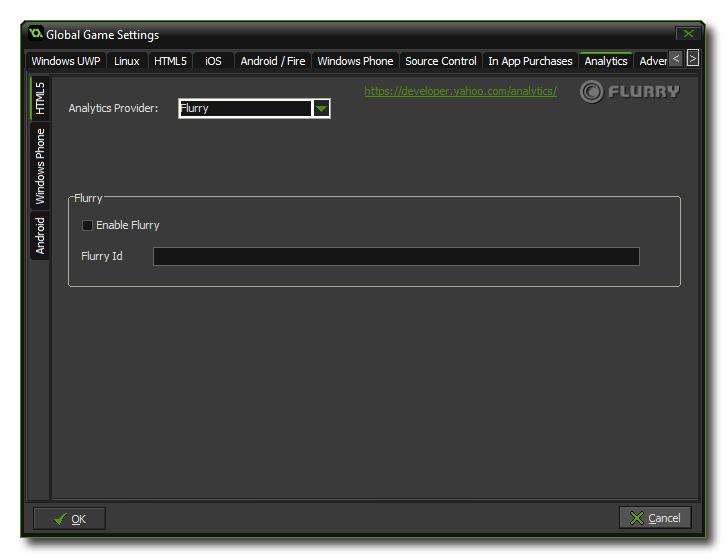 Global Game Settings
Windows UWP Linux HTML5 iOS Android / Fire Windows Phone Source Control In App Purchases Analytics Adver < >
HTML5
Windows Phone
Android
https://developer.yahoo.com/analytics/ FLURRY
Analytics Provider: Flurry
Flurry
Enable Flurry
Flurry Id
OK Cancel